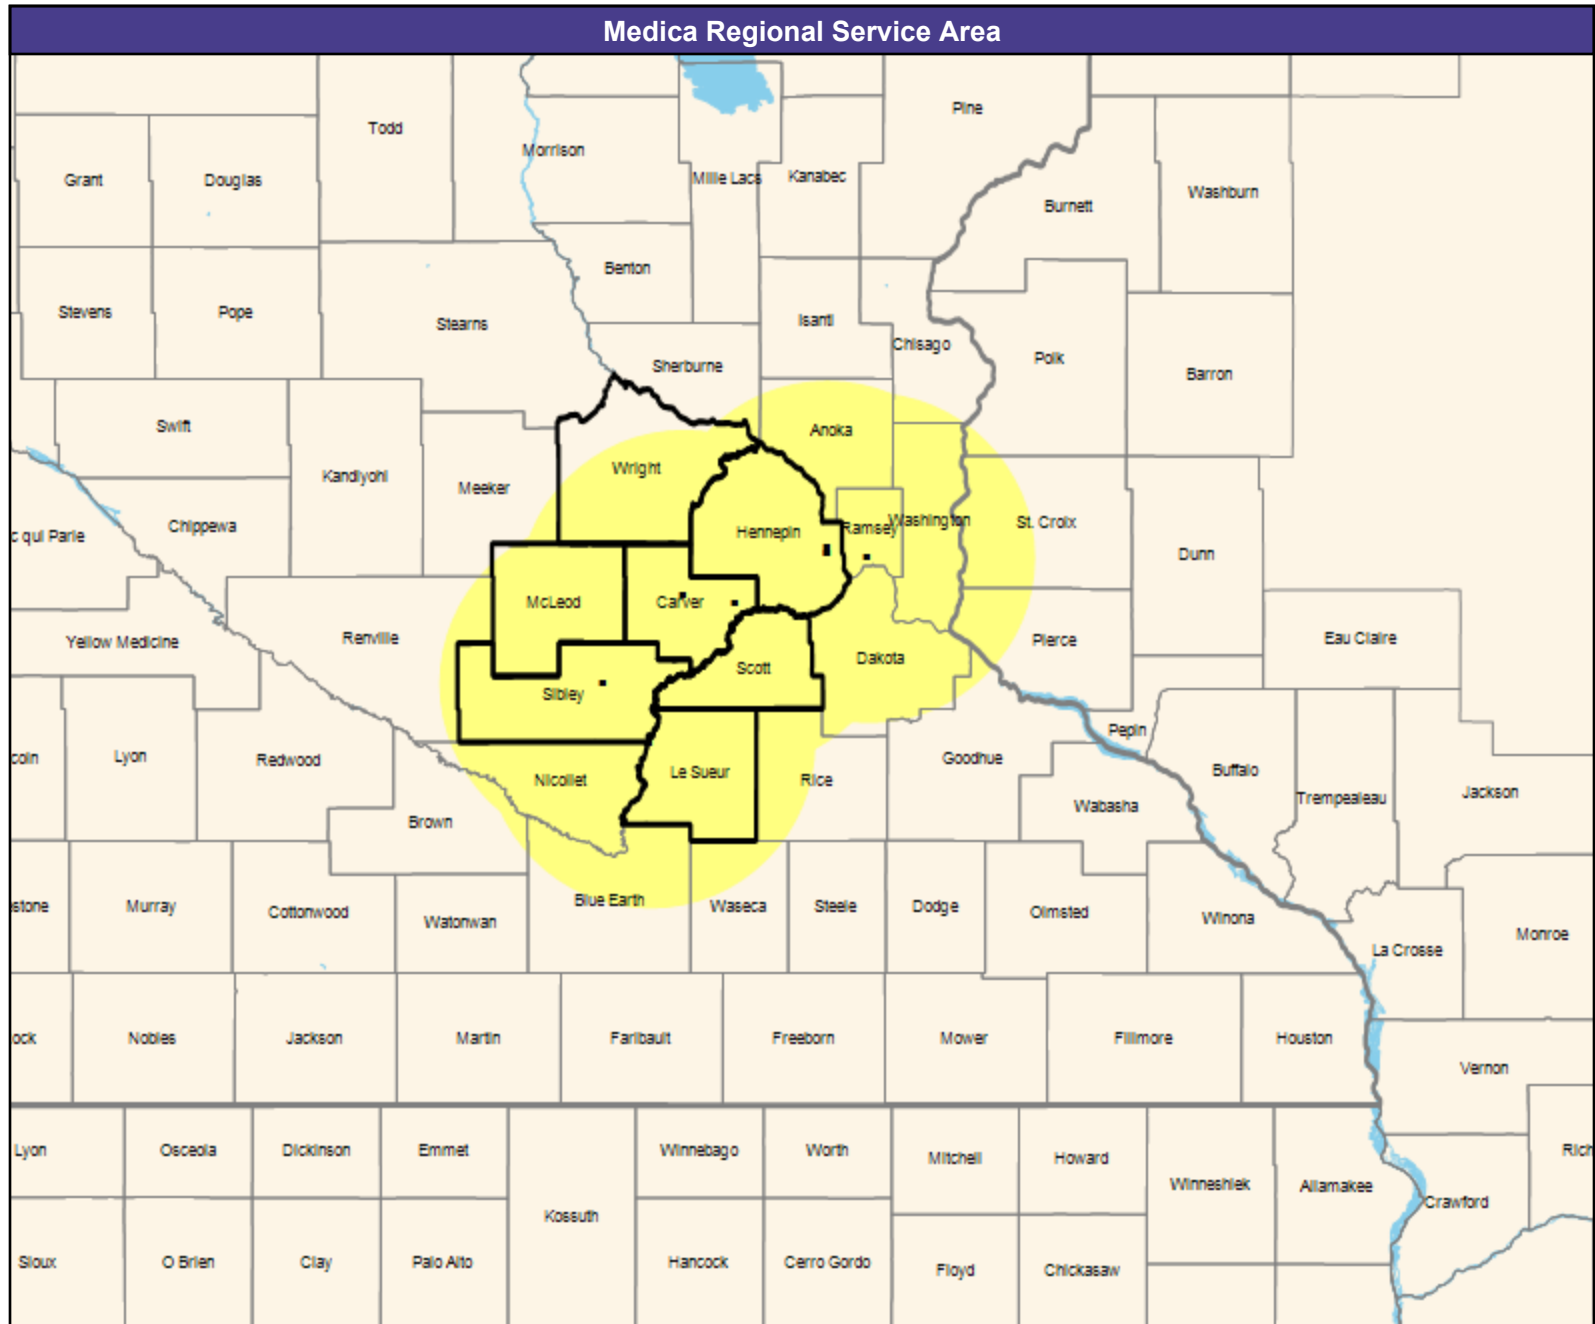 Medica Regional Service Area
Pine
Todd
Morrison
Mille Lacs
Kanabec
Grant
Douglas
Washburn
Burnett
Benton
Stevens
Pope
Stearns
Isanti
Chisago
Polk
Sherburne
Barron
Swift
Anoka
Wright
Kandiyohi
Meeker
Chippewa
Hennepin
Ramsey
Washington
St. Croix
c qui Parle
Dunn
McLeod
Carver
Yellow Medicine
Renville
Pierce
Eau Claire
Scott
Dakota
Sibley
Pepin
coln
Lyon
Redwood
Nicollet
Le Sueur
Rice
Goodhue
Buffalo
Trempealeau
Jackson
Wabasha
Brown
stone
Murray
Cottonwood
Watonwan
Blue Earth
Waseca
Steele
Dodge
Olmsted
Winona
La Crosse
Monroe
ock
Nobles
Jackson
Martin
Faribault
Freeborn
Mower
Fillmore
Houston
Vernon
Lyon
Osceola
Dickinson
Emmet
Winnebago
Worth
Mitchell
Howard
Winneshiek
Allamakee
Crawford
Rich
Kossuth
Sioux
O Brien
Clay
Palo Alto
Hancock
Cerro Gordo
Floyd
Chickasaw